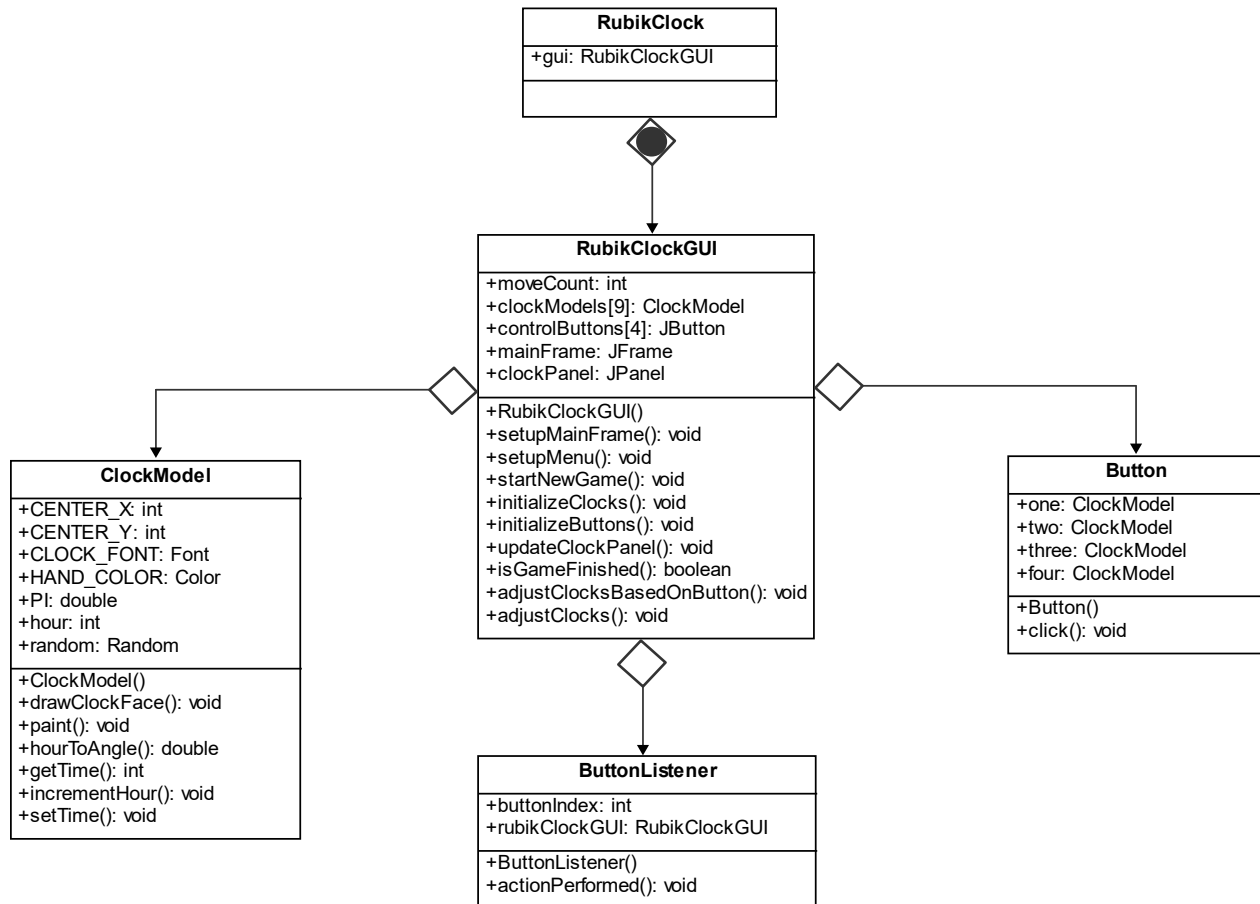 RubikClock
+gui: RubikClockGUI
RubikClockGUI
+moveCount: int
+clockModels[9]: ClockModel
+controlButtons[4]: JButton
+mainFrame: JFrame
+clockPanel: JPanel
+RubikClockGUI()
+setupMainFrame(): void
+setupMenu(): void
+startNewGame(): void
+initializeClocks(): void
+initializeButtons(): void
+updateClockPanel(): void
+isGameFinished(): boolean
+adjustClocksBasedOnButton(): void
+adjustClocks(): void
ClockModel
+CENTER_X: int
+CENTER_Y: int
+CLOCK_FONT: Font
+HAND_COLOR: Color
+PI: double
+hour: int
+random: Random
+ClockModel()
+drawClockFace(): void
+paint(): void
+hourToAngle(): double
+getTime(): int
+incrementHour(): void
+setTime(): void
Button
+one: ClockModel
+two: ClockModel
+three: ClockModel
+four: ClockModel
+Button()
+click(): void
ButtonListener
+buttonIndex: int
+rubikClockGUI: RubikClockGUI
+ButtonListener()
+actionPerformed(): void